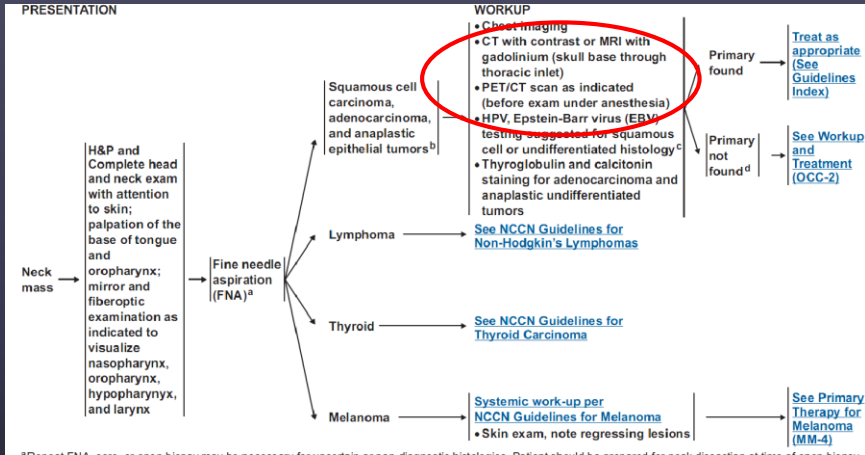 PRESENTATION
WORKUP
Neck
mass
H&P and
Complete head
and neck exam
with attention
to skin;
palpation of the
base of tongue
and
oropharynx;
mirror and
fiberoptic
examination as
indicated to
visualize
nasopharynx,
oropharynx,
hypopharynyx,
and larynx
Fine needle
aspiration
(FNA)a
Squamous cell
carcinoma,
adenocarcinoma,
and anaplastic
epithelial tumorsb
• Chest imaging
• CT with contrast or MRI with
gadolinium (skull base through
thoracic inlet)
• PET/CT scan as indicated
(before exam under anesthesia)
• HPV, Epstein-Barr virus (EBV)
testing suggested for squamous
cell or undifferentiated histologyc
• Thyroglobulin and calcitonin
staining for adenocarcinoma and
anaplastic undifferentiated
tumors
Primary
found
Treat as
appropriate
(See
Guidelines
Index)
Primary
not
foundd
See Workup
and
Treatment
(OCC-2)
Lymphoma
See NCCN Guidelines for
Non-Hodgkin's Lymphomas
Thyroid
See NCCN Guidelines for
Thyroid Carcinoma
Melanoma
Systemic work-up per
NCCN Guidelines for Melanoma
• Skin exam, note regressing lesions
See Primary
Therapy for
Melanoma
(MM-4)